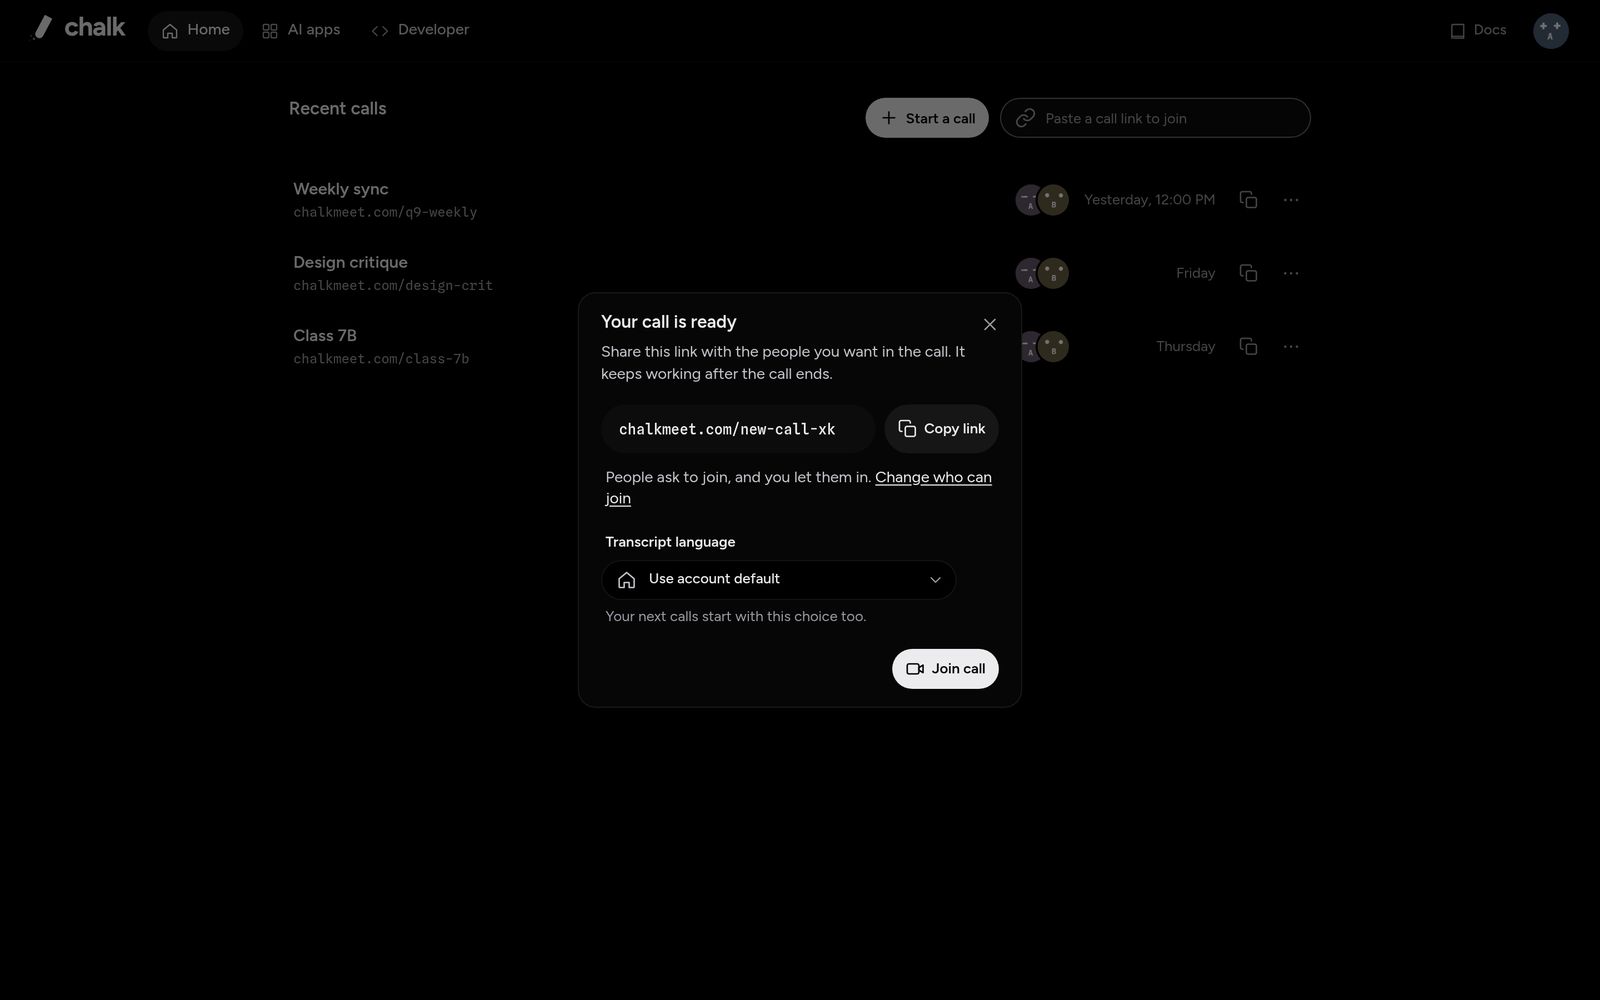 chalk
Home
AI apps
Developer
Docs
A
Recent calls
Start a call
Paste a call link to join
Weekly sync
chalkmeet.com/q9-weekly
A
B
Yesterday, 12:00 PM
Design critique
chalkmeet.com/design-crit
A
B
Friday
Class 7B
chalkmeet.com/class-7b
A
B
Thursday
Your call is ready
Share this link with the people you want in the call. It
keeps working after the call ends.
chalkmeet.com/new-call-xk
Copy link
People ask to join, and you let them in. Change who can
join
Transcript language
Use account default
Your next calls start with this choice too.
Join call